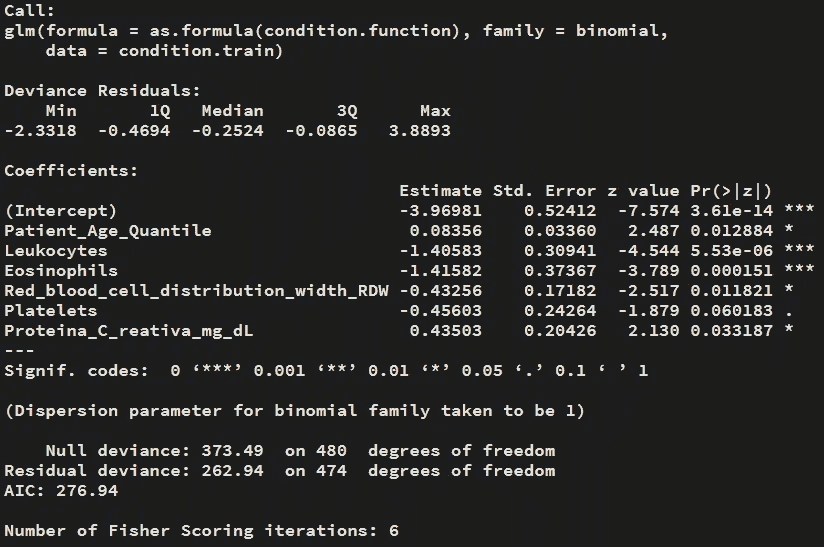 Call:
glm(formula = as.formula(condition.function), family = binomial,
    data = condition.train)
Deviance Residuals:
    Min      1Q  Median      3Q     Max
-2.3318 -0.4694 -0.2524 -0.0865  3.8893
Coefficients:
                                      Estimate Std. Error z value Pr(>|z|)
(Intercept)                           -3.96981    0.52412  -7.574 3.61e-14 ***
Patient_Age_Quantile                   0.08356    0.03360   2.487 0.012884 *
Leukocytes                            -1.40583    0.30941  -4.544 5.53e-06 ***
Eosinophils                           -1.41582    0.37367  -3.789 0.000151 ***
Red_blood_cell_distribution_width_RDW -0.43256    0.17182  -2.517 0.011821 *
Platelets                             -0.45603    0.24264  -1.879 0.060183 .
Proteina_C_reativa_mg_dL               0.43503    0.20426   2.130 0.033187 *
---
Signif. codes:  0 ‘***’ 0.001 ‘**’ 0.01 ‘*’ 0.05 ‘.’ 0.1 ‘ ’ 1
(Dispersion parameter for binomial family taken to be 1)
    Null deviance: 373.49  on 480  degrees of freedom
Residual deviance: 262.94  on 474  degrees of freedom
AIC: 276.94
Number of Fisher Scoring iterations: 6